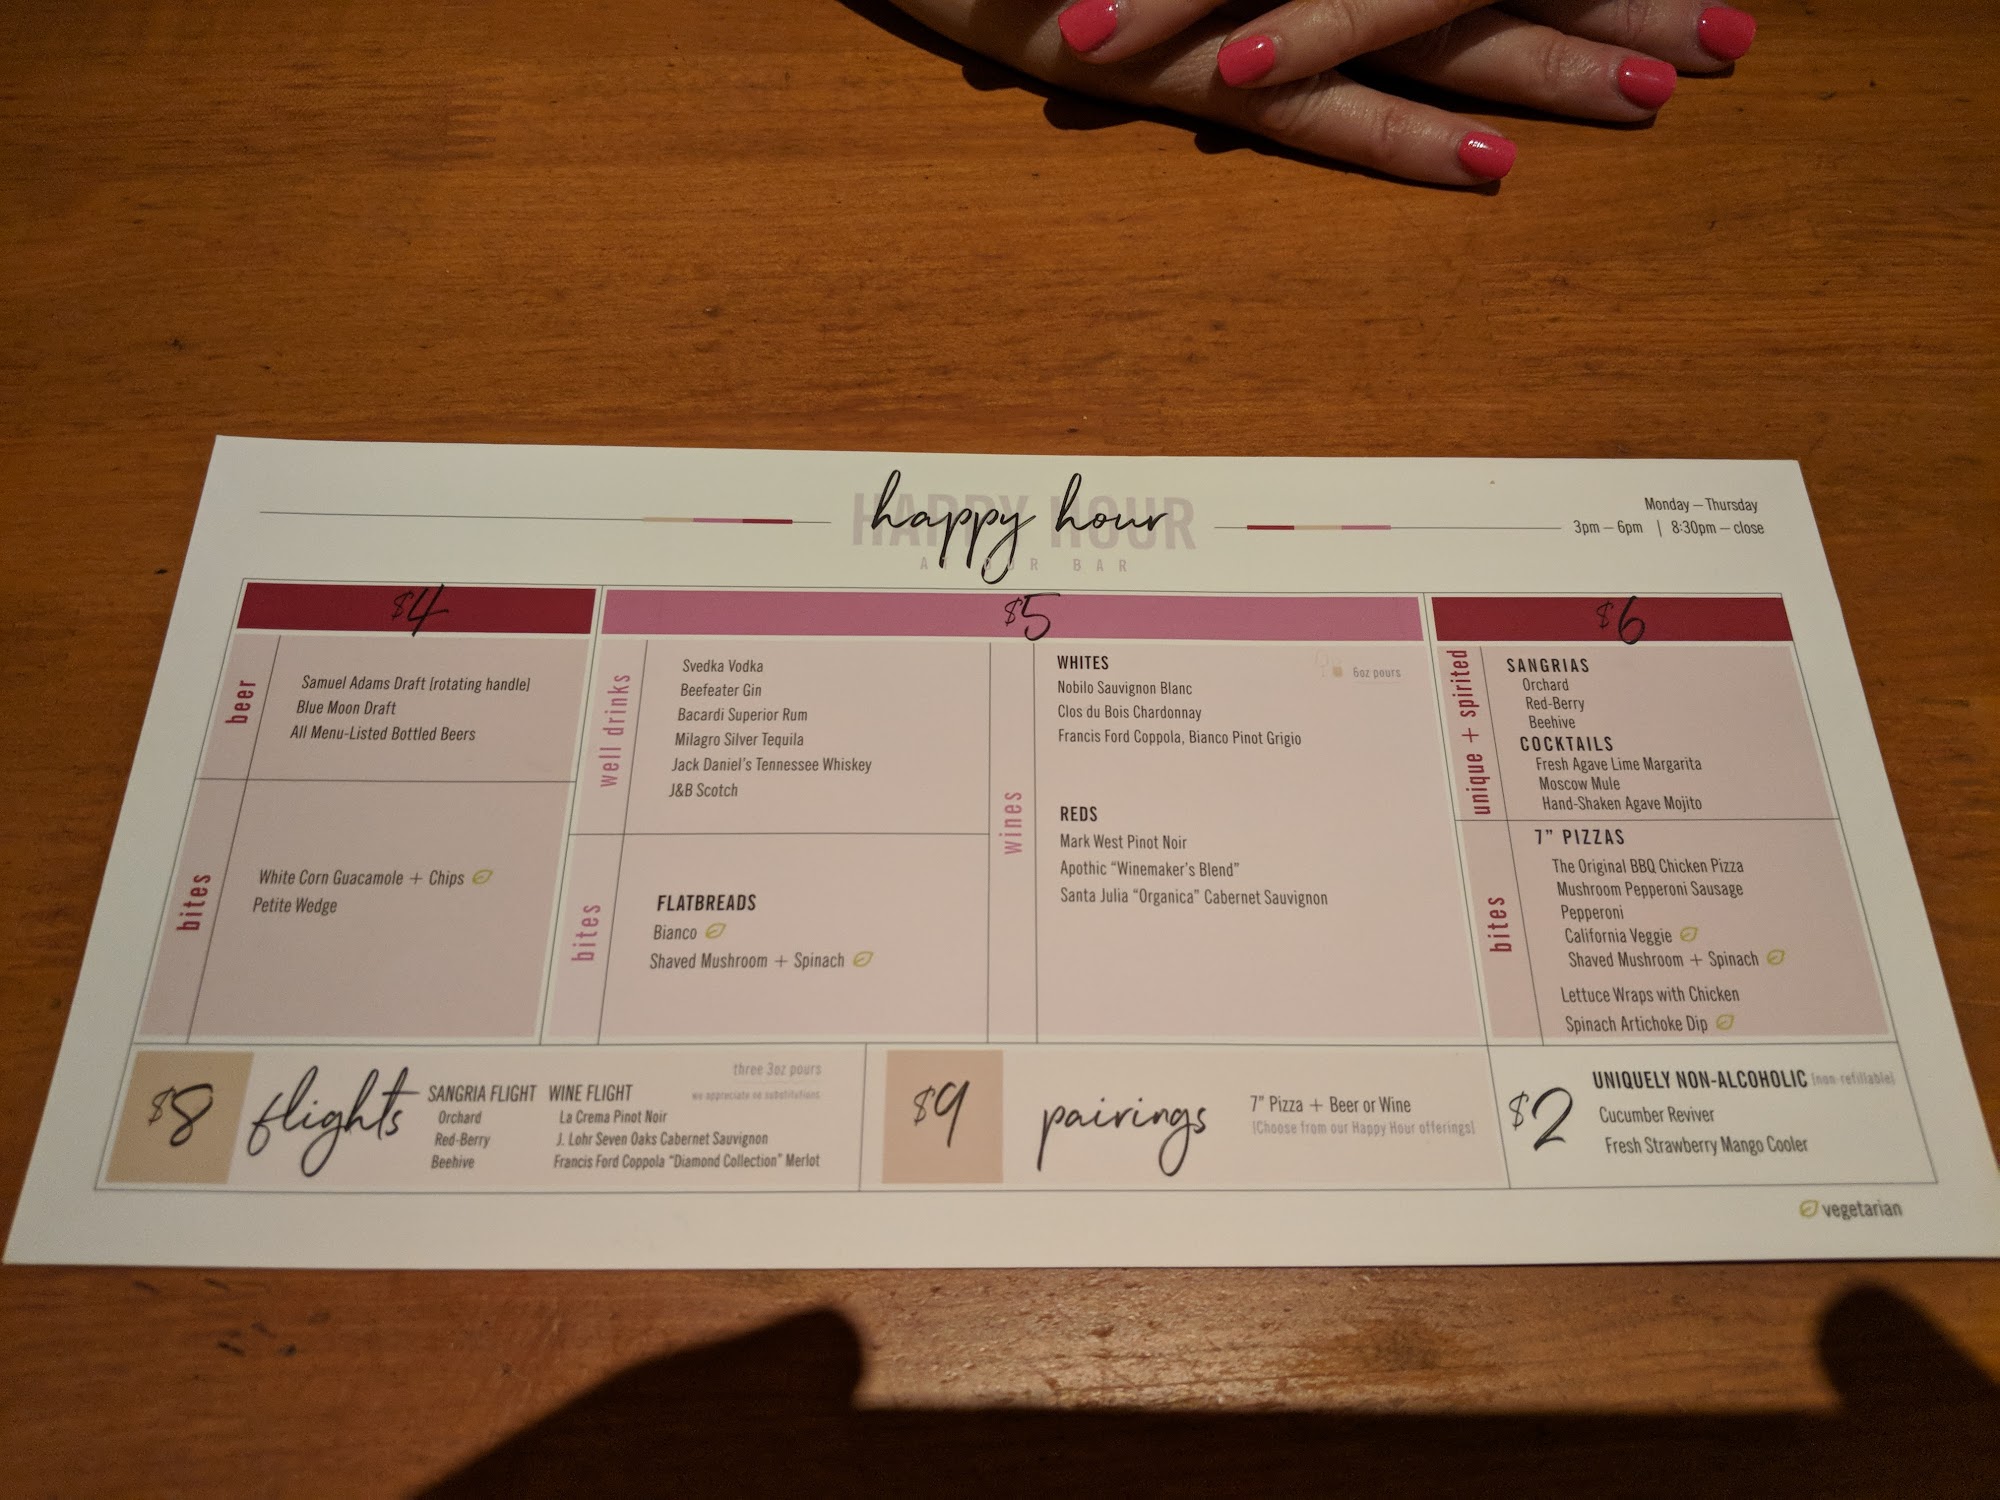 HAPPY HOUR
happy hour
AT OUR BAR
Monday – Thursday
3pm – 6pm | 8:30pm – close
$4
beer
Samuel Adams Draft [rotating handle]
Blue Moon Draft
All Menu-Listed Bottled Beers
bites
White Corn Guacamole + Chips
Petite Wedge
$5
well drinks
Svedka Vodka
Beefeater Gin
Bacardi Superior Rum
Milagro Silver Tequila
Jack Daniel's Tennessee Whiskey
J&B Scotch
bites
FLATBREADS
Bianco
Shaved Mushroom + Spinach
wines
WHITES
6oz pours
Nobilo Sauvignon Blanc
Clos du Bois Chardonnay
Francis Ford Coppola, Bianco Pinot Grigio
REDS
Mark West Pinot Noir
Apothic “Winemaker's Blend”
Santa Julia “Organica” Cabernet Sauvignon
$6
unique + spirited
SANGRIAS
Orchard
Red-Berry
Beehive
COCKTAILS
Fresh Agave Lime Margarita
Moscow Mule
Hand-Shaken Agave Mojito
bites
7” PIZZAS
The Original BBQ Chicken Pizza
Mushroom Pepperoni Sausage
Pepperoni
California Veggie
Shaved Mushroom + Spinach
Lettuce Wraps with Chicken
Spinach Artichoke Dip
$8
flights
three 3oz pours
we appreciate no substitutions
SANGRIA FLIGHT
Orchard
Red-Berry
Beehive
WINE FLIGHT
La Crema Pinot Noir
J. Lohr Seven Oaks Cabernet Sauvignon
Francis Ford Coppola “Diamond Collection” Merlot
$9
pairings
7” Pizza + Beer or Wine
[Choose from our Happy Hour offerings]
$2
UNIQUELY NON-ALCOHOLIC [non-refillable]
Cucumber Reviver
Fresh Strawberry Mango Cooler
vegetarian